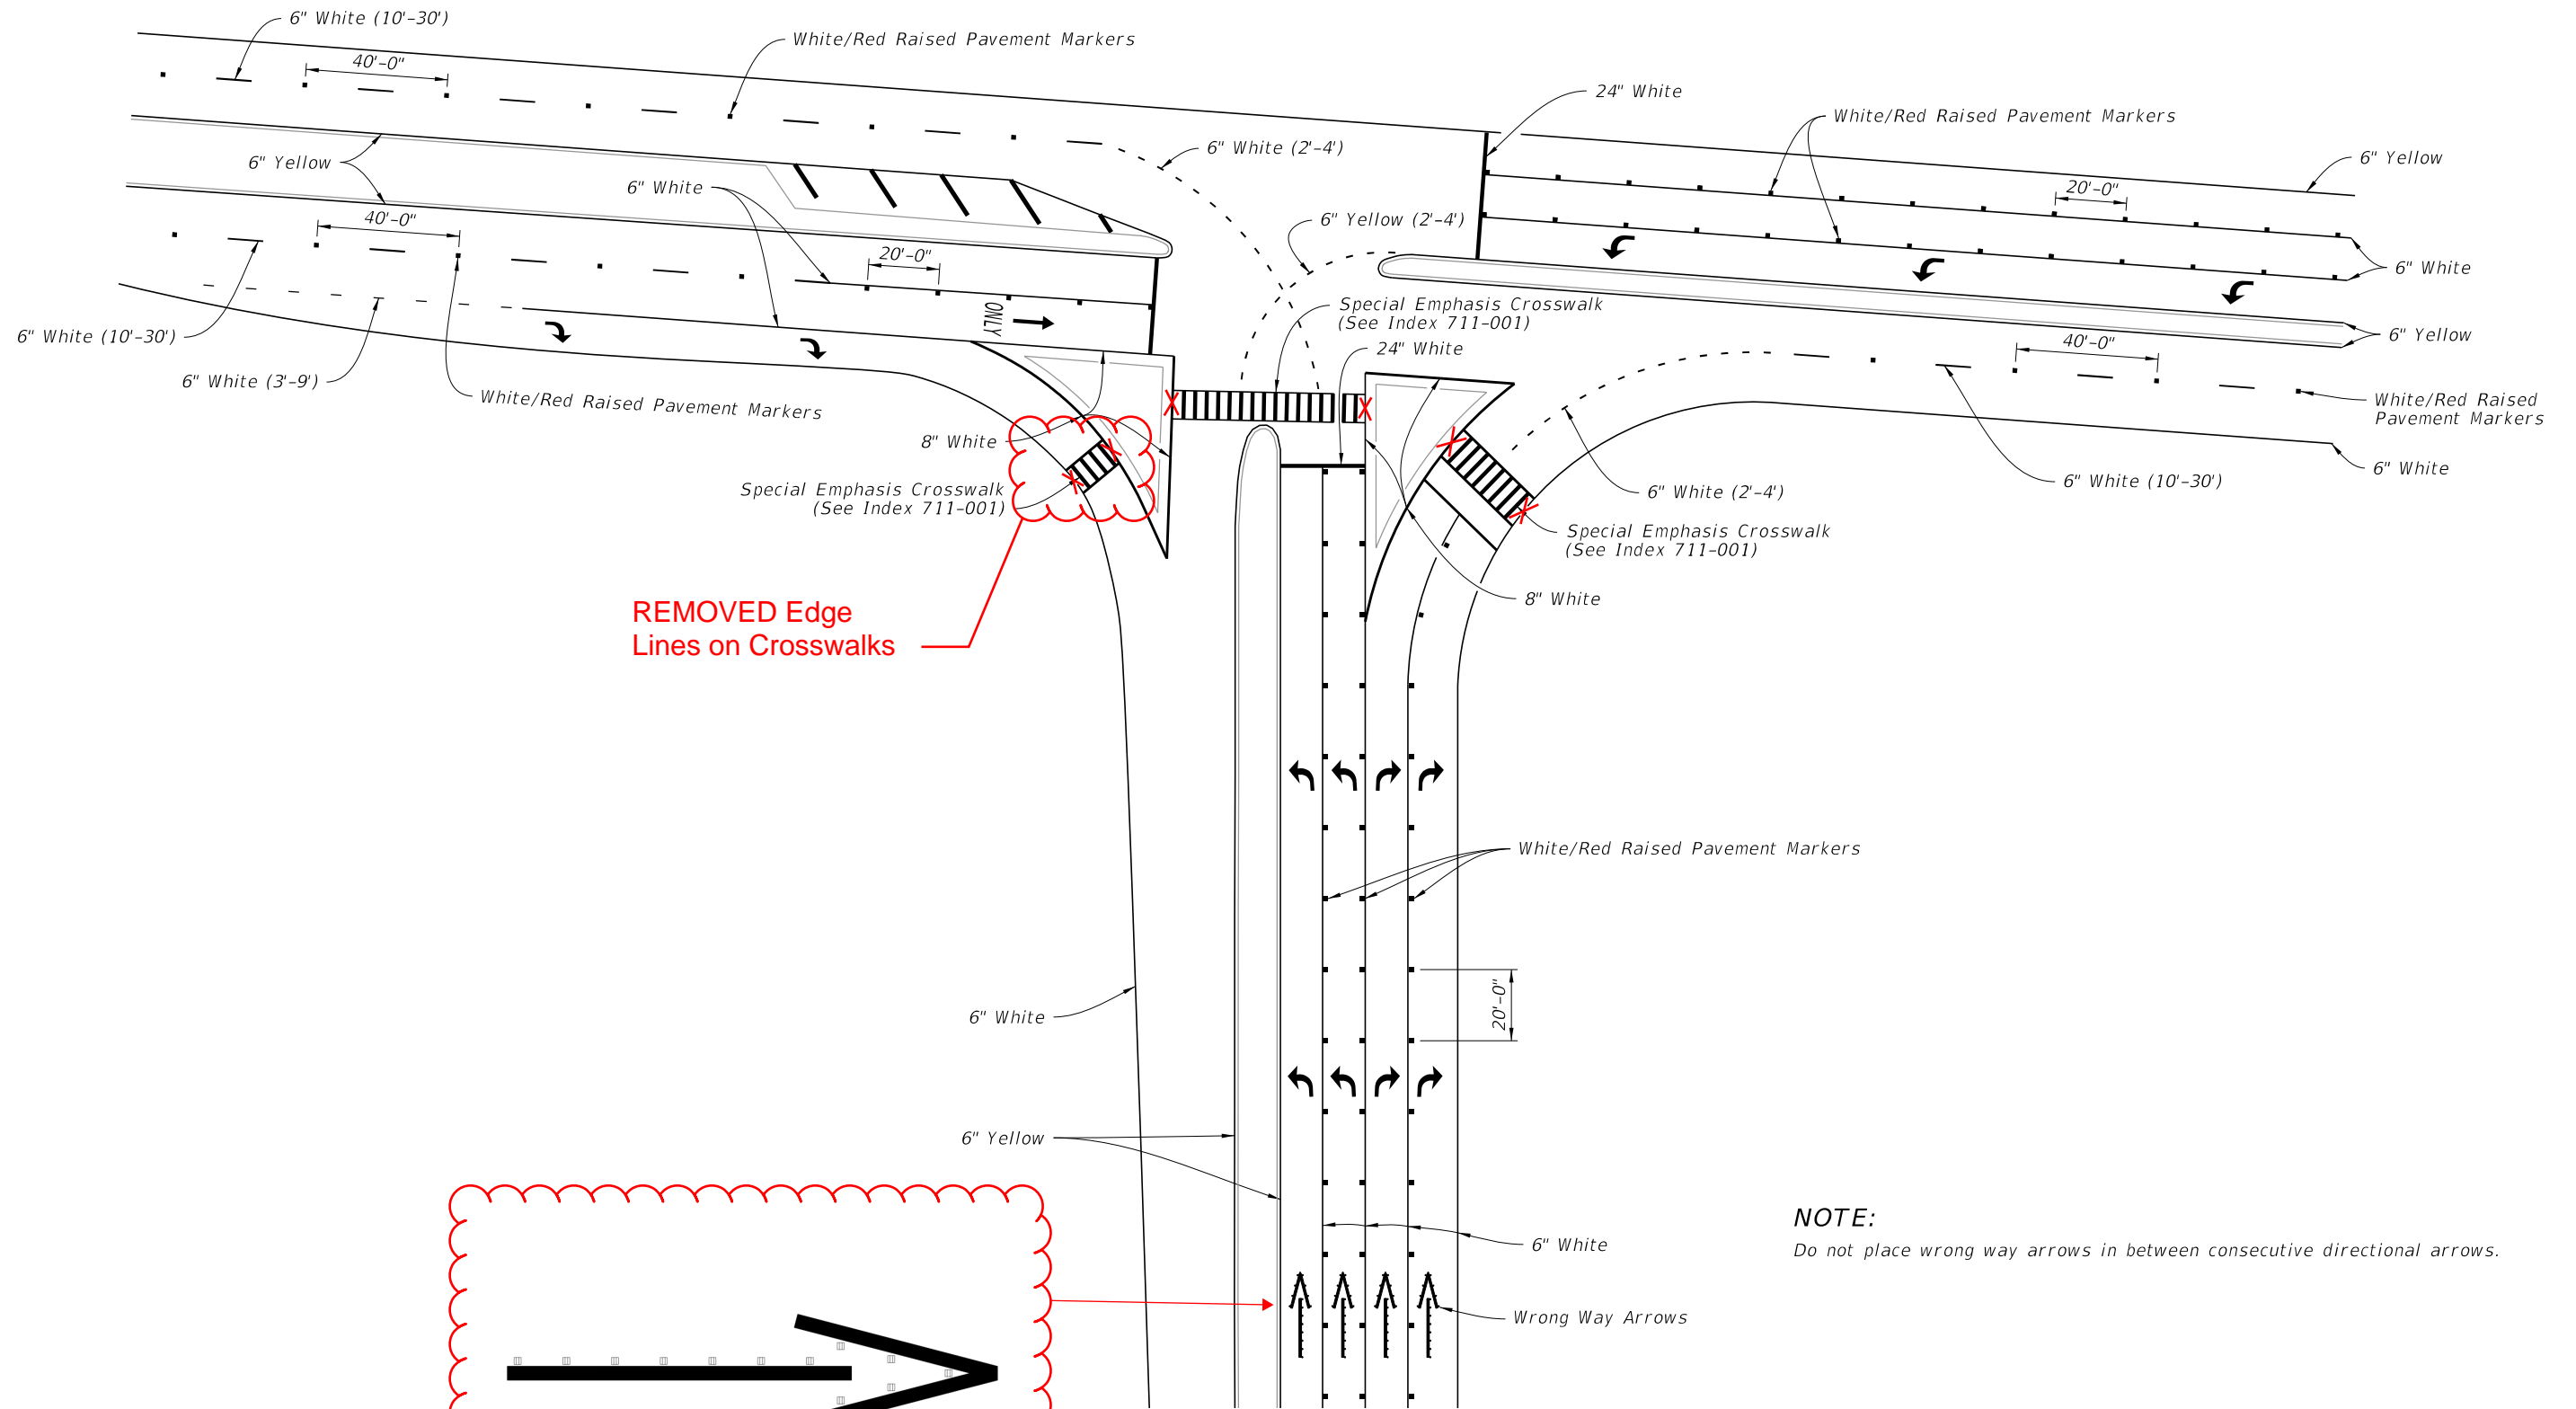 6" White (10'-30')
White/Red Raised Pavement Markers
40'-0"
24" White
White/Red Raised Pavement Markers
6" White (2'-4')
6" Yellow
6" Yellow
6" White
20'-0"
40'-0"
6" Yellow (2'-4')
20'-0"
6" White
ONLY
Special Emphasis Crosswalk
(See Index 711-001)
6" White (10'-30')
24" White
6" Yellow
40'-0"
6" White (3'-9')
White/Red Raised Pavement Markers
White/Red Raised
Pavement Markers
8" White
6" White
Special Emphasis Crosswalk
(See Index 711-001)
6" White (2'-4')
6" White (10'-30')
Special Emphasis Crosswalk
(See Index 711-001)
8" White
REMOVED Edge
Lines on Crosswalks
White/Red Raised Pavement Markers
20'-0"
6" White
6" Yellow
NOTE:
6" White
Do not place wrong way arrows in between consecutive directional arrows.
Wrong Way Arrows